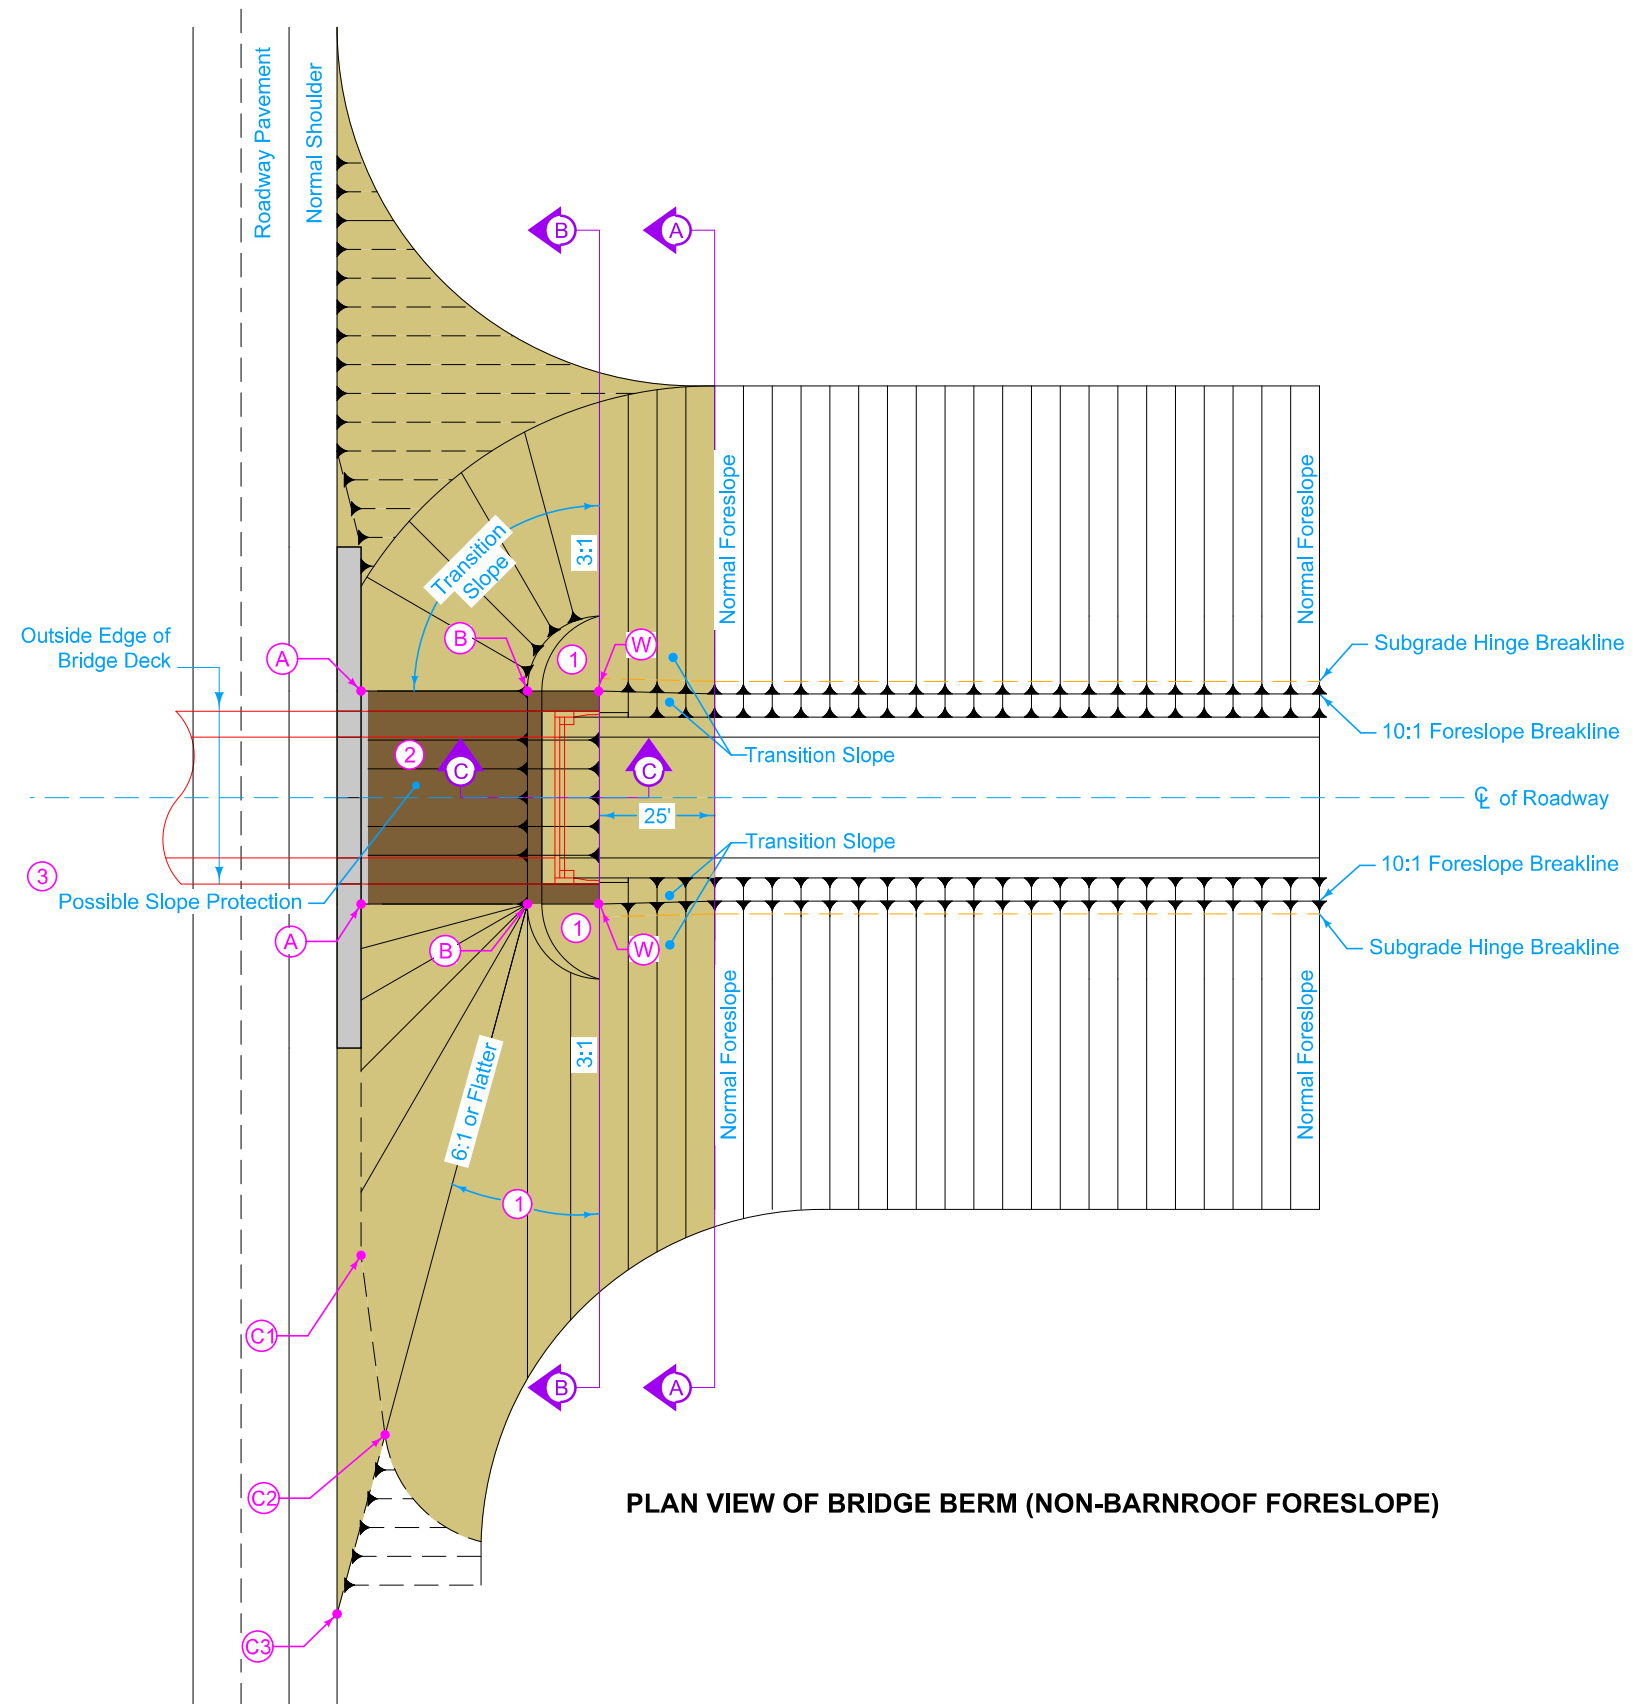 Roadway Pavement
Normal Shoulder
B
A
Normal Foreslope
Normal Foreslope
Transition
Slope
3:1
Outside Edge of
Bridge Deck
A
B
1
W
Subgrade Hinge Breakline
10:1 Foreslope Breakline
2
C
C
Transition Slope
25'
℄ of Roadway
Transition Slope
3
10:1 Foreslope Breakline
Possible Slope Protection
A
B
1
W
Subgrade Hinge Breakline
Normal Foreslope
Normal Foreslope
3:1
6:1 or Flatter
1
C1
B
A
C2
PLAN VIEW OF BRIDGE BERM (NON-BARNROOF FORESLOPE)
C3